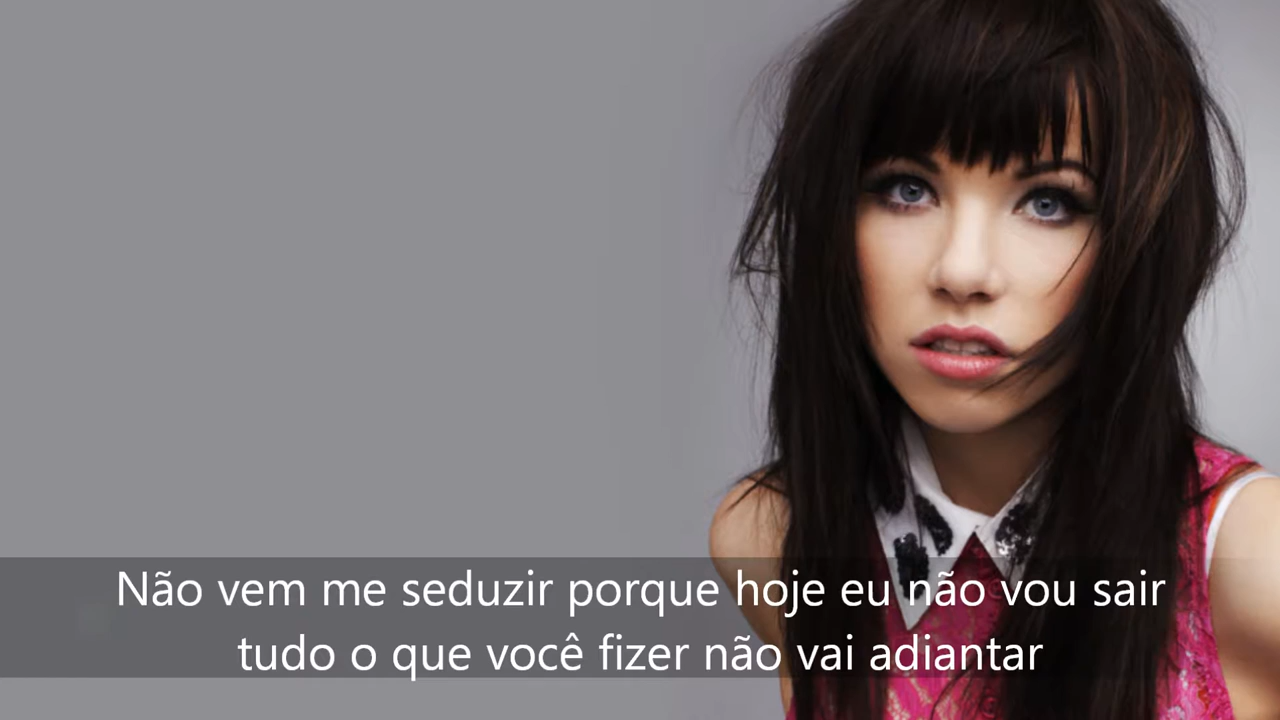 Não vem me seduzir porque hoje eu não vou sair
tudo o que você fizer não vai adiantar